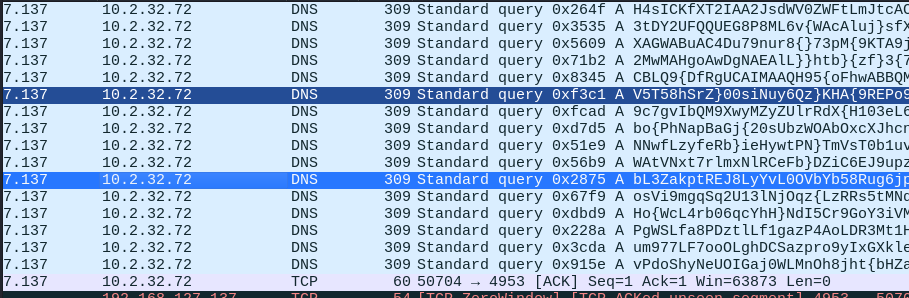 7.137 10.2.32.72 DNS 309 Standard query 0x264f A H4sICKfXT2IAA2JsdWV0ZWFtLmJtcAC
7.137 10.2.32.72 DNS 309 Standard query 0x3535 A 3tDY2UFQQUEG8P8ML6v{WAcAluj}sfX
7.137 10.2.32.72 DNS 309 Standard query 0x5609 A XAGWABuAC4Du79nur8{}73pM{9KTA9j
7.137 10.2.32.72 DNS 309 Standard query 0x71b2 A 2MwMAHgoAwDgNAEAlL}}htb}{zf}3{7
7.137 10.2.32.72 DNS 309 Standard query 0x8345 A CBLQ9{DfRgUCAIMAAQH95{oFhwABBQM
7.137 10.2.32.72 DNS 309 Standard query 0xf3c1 A V5T58hSrZ}00siNuy6Qz}KHA{9REPo9
7.137 10.2.32.72 DNS 309 Standard query 0xfcad A 9c7gvIbQM9XwyMZyZUlrRdX{H103eL6
7.137 10.2.32.72 DNS 309 Standard query 0xd7d5 A bo{PhNapBaGj{20sUbzWOAbOxcXJhcr
7.137 10.2.32.72 DNS 309 Standard query 0x51e9 A NNwfLzyfeRb}ieHywtPN}TmVsT0b1uv
7.137 10.2.32.72 DNS 309 Standard query 0x56b9 A WAtVNxt7rlmxNlRCeFb}DZiC6EJ9upz
7.137 10.2.32.72 DNS 309 Standard query 0x2875 A bL3ZakptREJ8LyYvL0OVbYb58Rug6jp
7.137 10.2.32.72 DNS 309 Standard query 0x67f9 A osVi9mgqSq2U13lNjOqz{LzRRs5tMNd
7.137 10.2.32.72 DNS 309 Standard query 0xdbd9 A Ho{WcL4rb06qcYhH}NdI5Cr9GoY3iVM
7.137 10.2.32.72 DNS 309 Standard query 0x228a A PgWSLfa8PDztlLf1gazP4AoLDR3Mt1H
7.137 10.2.32.72 DNS 309 Standard query 0x3cda A um977LF7ooOLghDCSazpro9yIxGXkle
7.137 10.2.32.72 DNS 309 Standard query 0x915e A vPdoShyNeUOIGaj0WLMnOh8jht{bHZa
7.137 10.2.32.72 TCP 60 50704 → 4953 [ACK] Seq=1 Ack=1 Win=63873 Len=0
192.168.127.137 TCP 54 [TCP ZeroWindow] [TCP ACKed unseen segment] 4953 → 5070